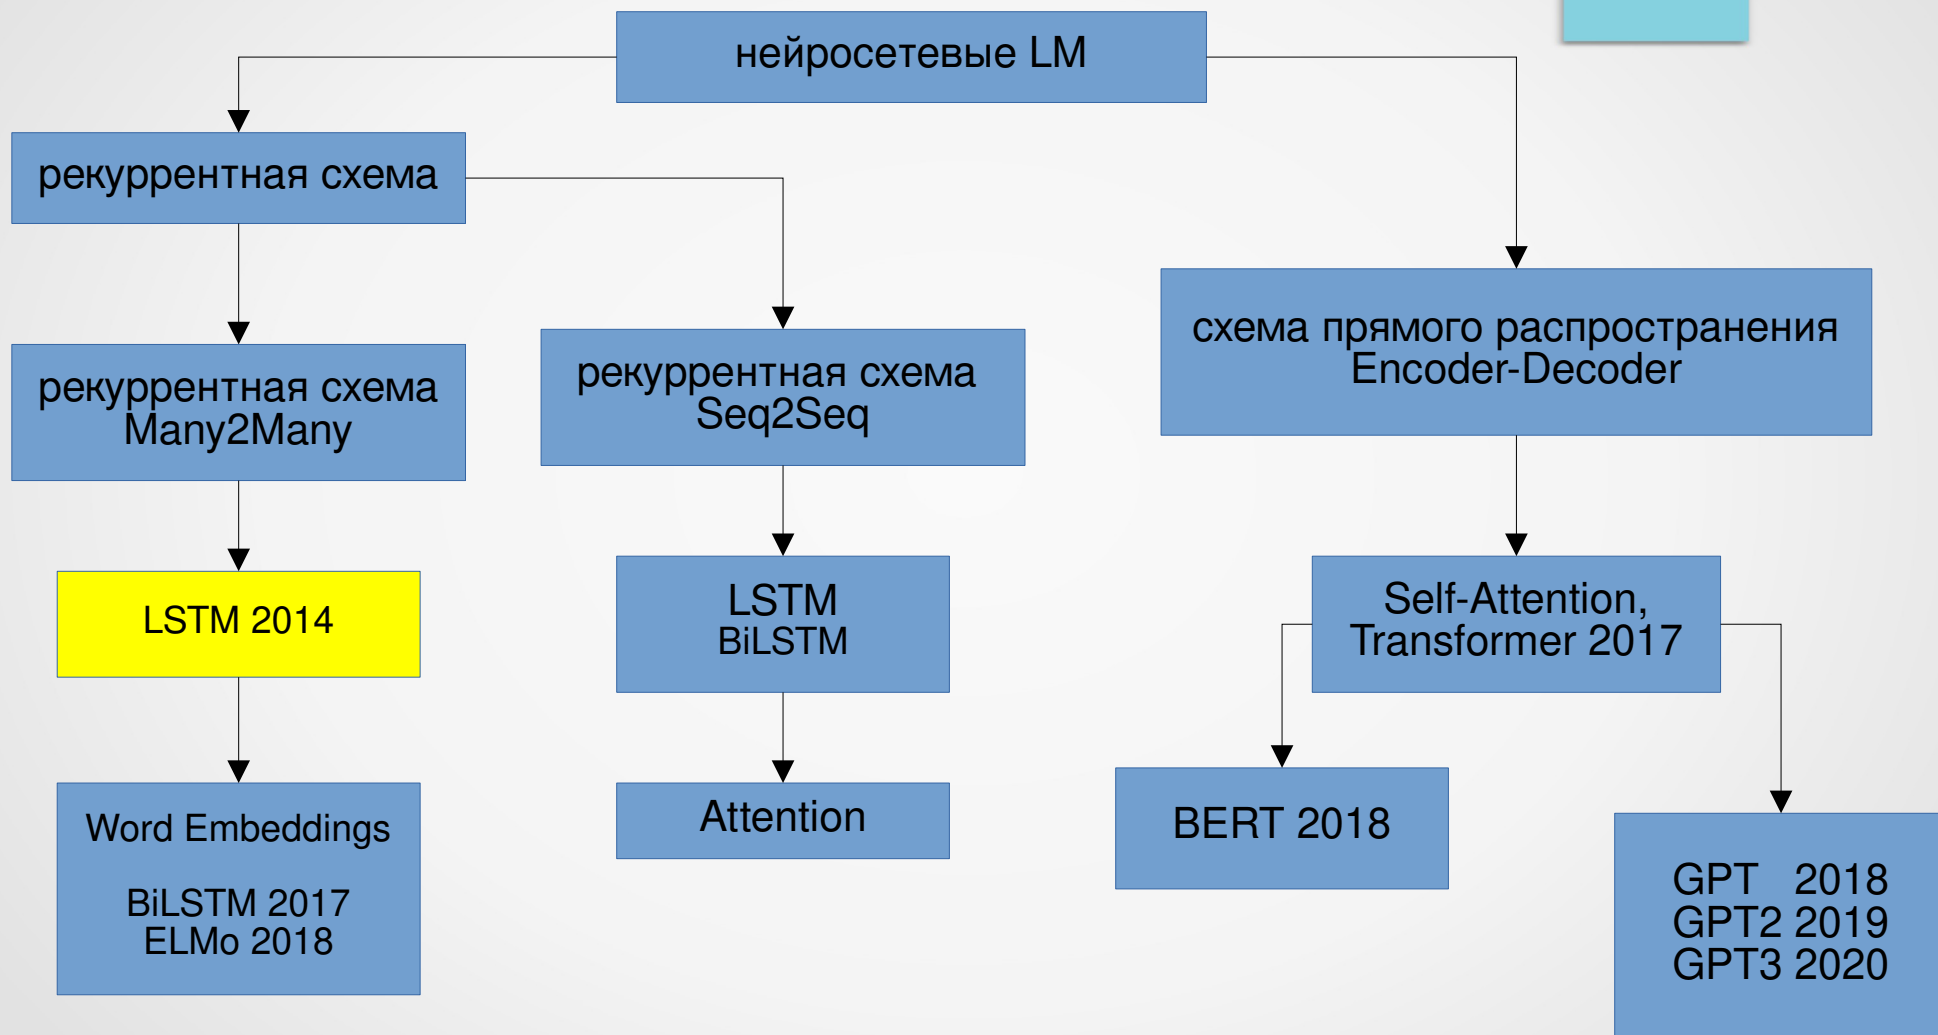 нейросетевые LM
рекуррентная схема
рекуррентная схема
Many2Many
рекуррентная схема
Seq2Seq
схема прямого распространения
Encoder-Decoder
LSTM 2014
LSTM
BiLSTM
Self-Attention,
Transformer 2017
Word Embeddings
BiLSTM 2017
ELMo 2018
Attention
BERT 2018
GPT 2018
GPT2 2019
GPT3 2020